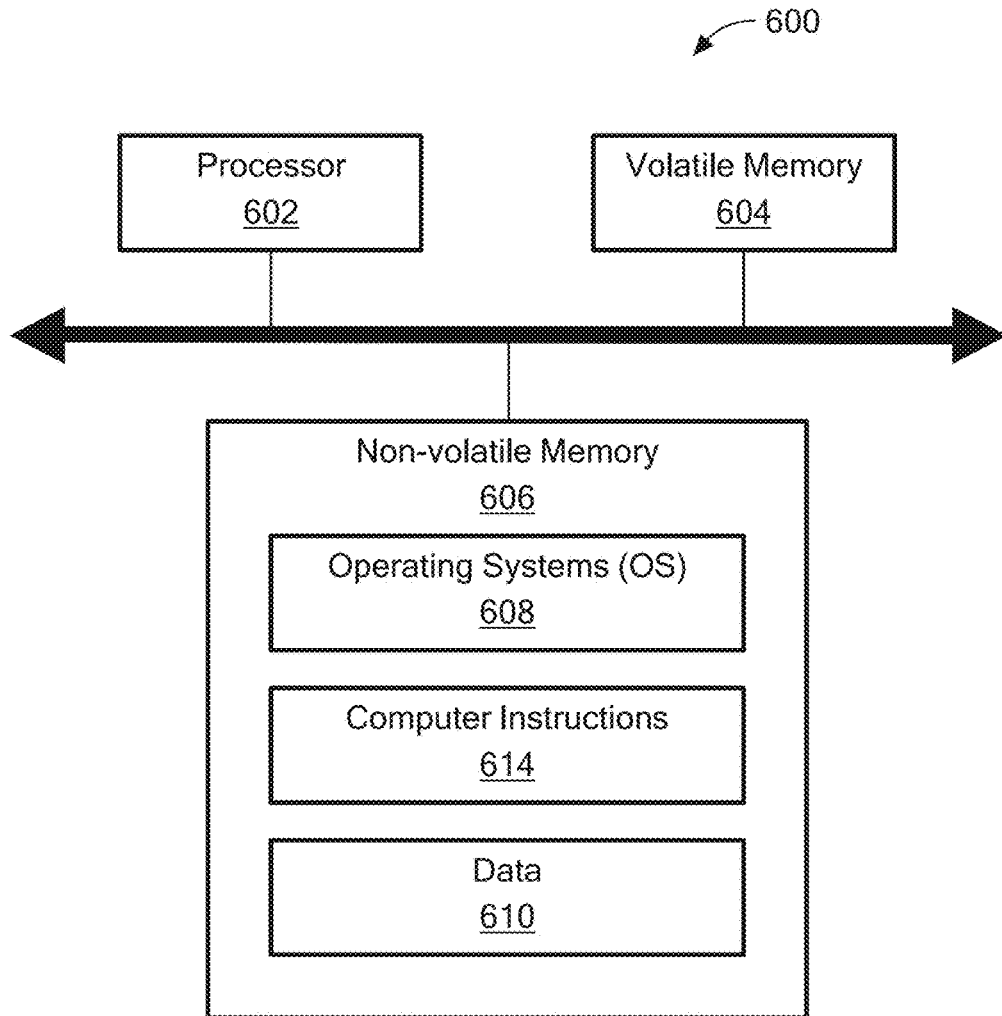 600
Processor
602
Volatile Memory
604
Non-volatile Memory
606
Operating Systems (OS)
608
Computer Instructions
614
Data
610